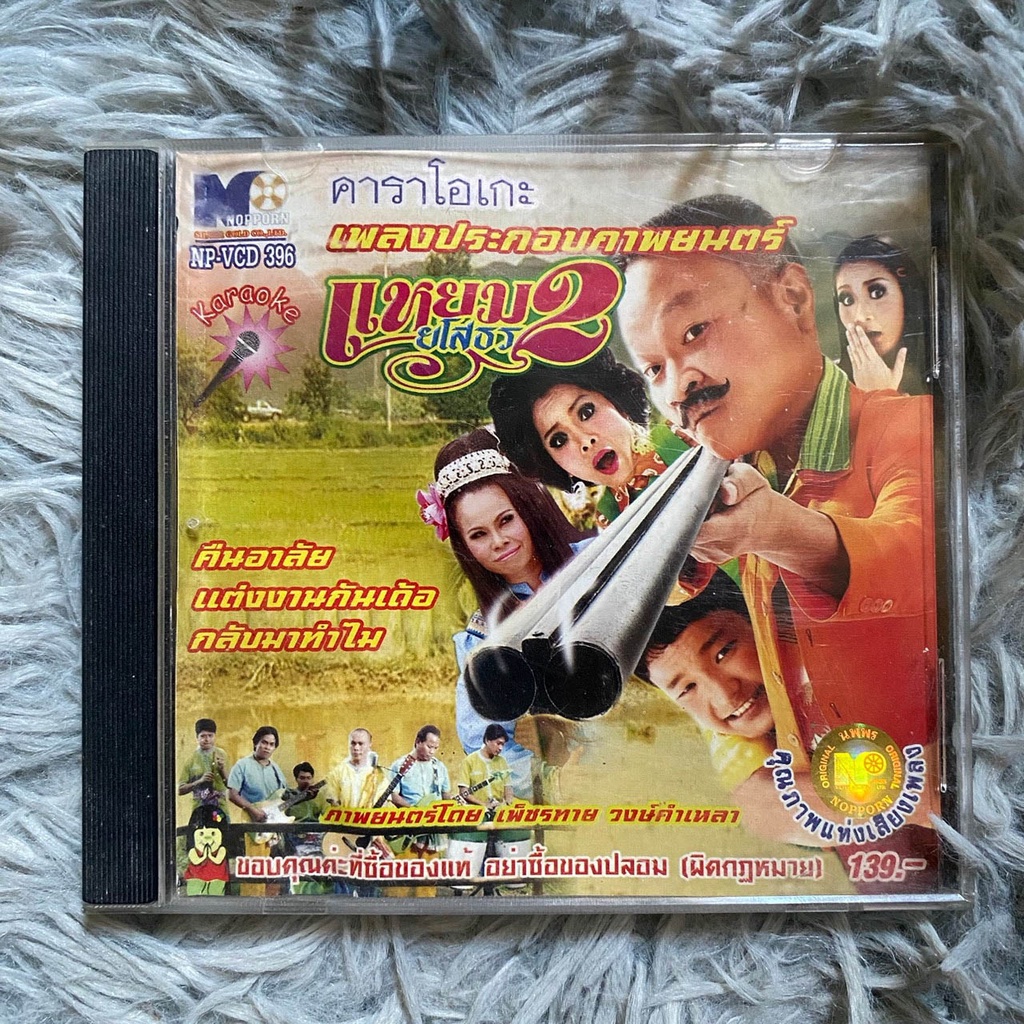 NOPPORN
SILVER GOLD CO.,LTD.
NP-VCD 396
Karaoke
คาราโอเกะ
เพลงประกอบภาพยนตร์
แหยม
ยโสธร
2
คืนอาลัย
แต่งงานกันเด้อ
กลับมาทำไม
ภาพยนตร์โดย เพ็ชรทาย วงษ์คำเหลา
นพพร
ORIGINAL
ORIGINAL
NOPPORN
คุณภาพแห่งเสียงเพลง
ขอบคุณค่ะที่ซื้อของแท้ อย่าซื้อของปลอม (ผิดกฎหมาย) 139.-